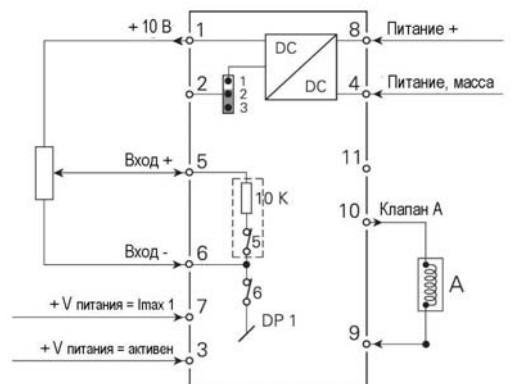 + 10 В
1
DC
DC
8
Питание +
2
1
2
3
4
Питание, масса
Вход +
5
10 K
5
11
10
Клапан А
A
Вход -
6
6
DP 1
+ V питания = Imax 1
7
9
+ V питания = активен
3